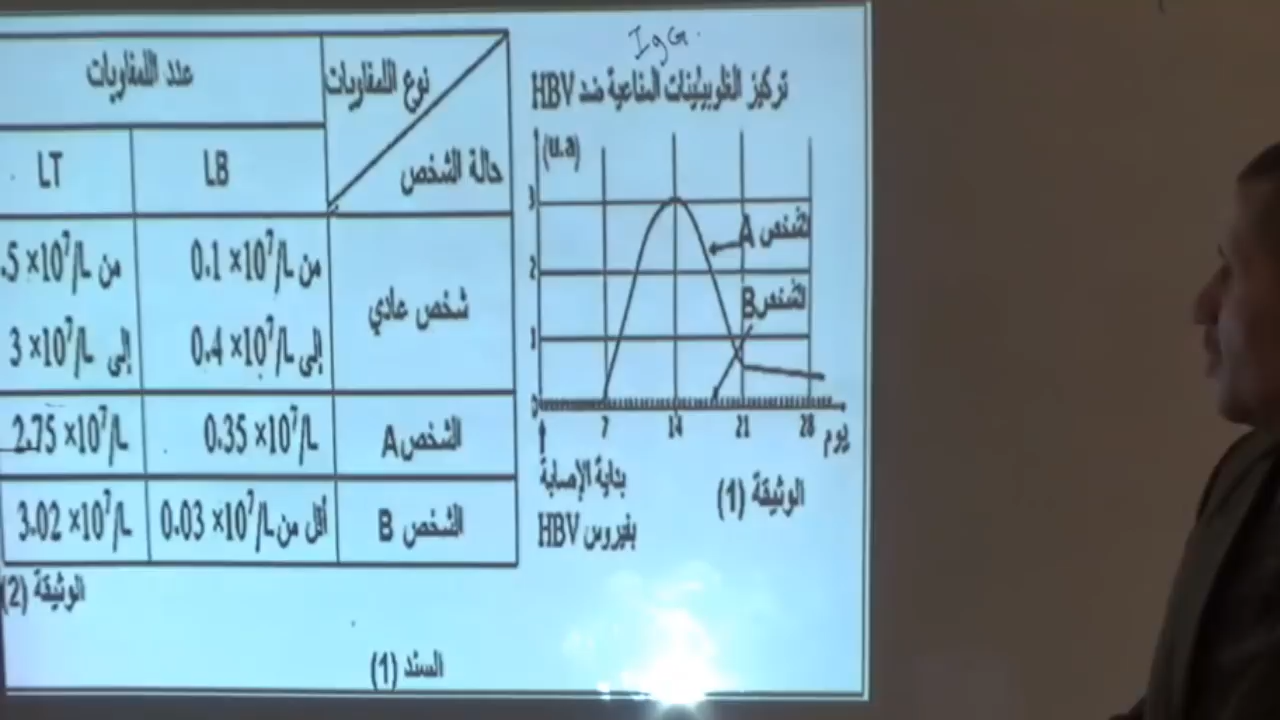 IgG.
تركيز الغلوبيلينات المناعية ضد HBV
(u.a)
3
2
1
0
الشخص A
الشخص B
7 14 21 28 يوم
بداية الإصابة
بفيروس HBV
الوثيقة (1)
نوع اللمفاويات
حالة الشخص
عدد اللمفاويات
LB
LT
شخص عادي
من 0.1 ×10⁷/L
من .5 ×10⁷/L
إلى 0.4 ×10⁷/L
إلى 3 ×10⁷/L
الشخص A
0.35 ×10⁷/L
2.75 ×10⁷/L
الشخص B
أقل من 0.03 ×10⁷/L
3.02 ×10⁷/L
الوثيقة (2)
السند (1)